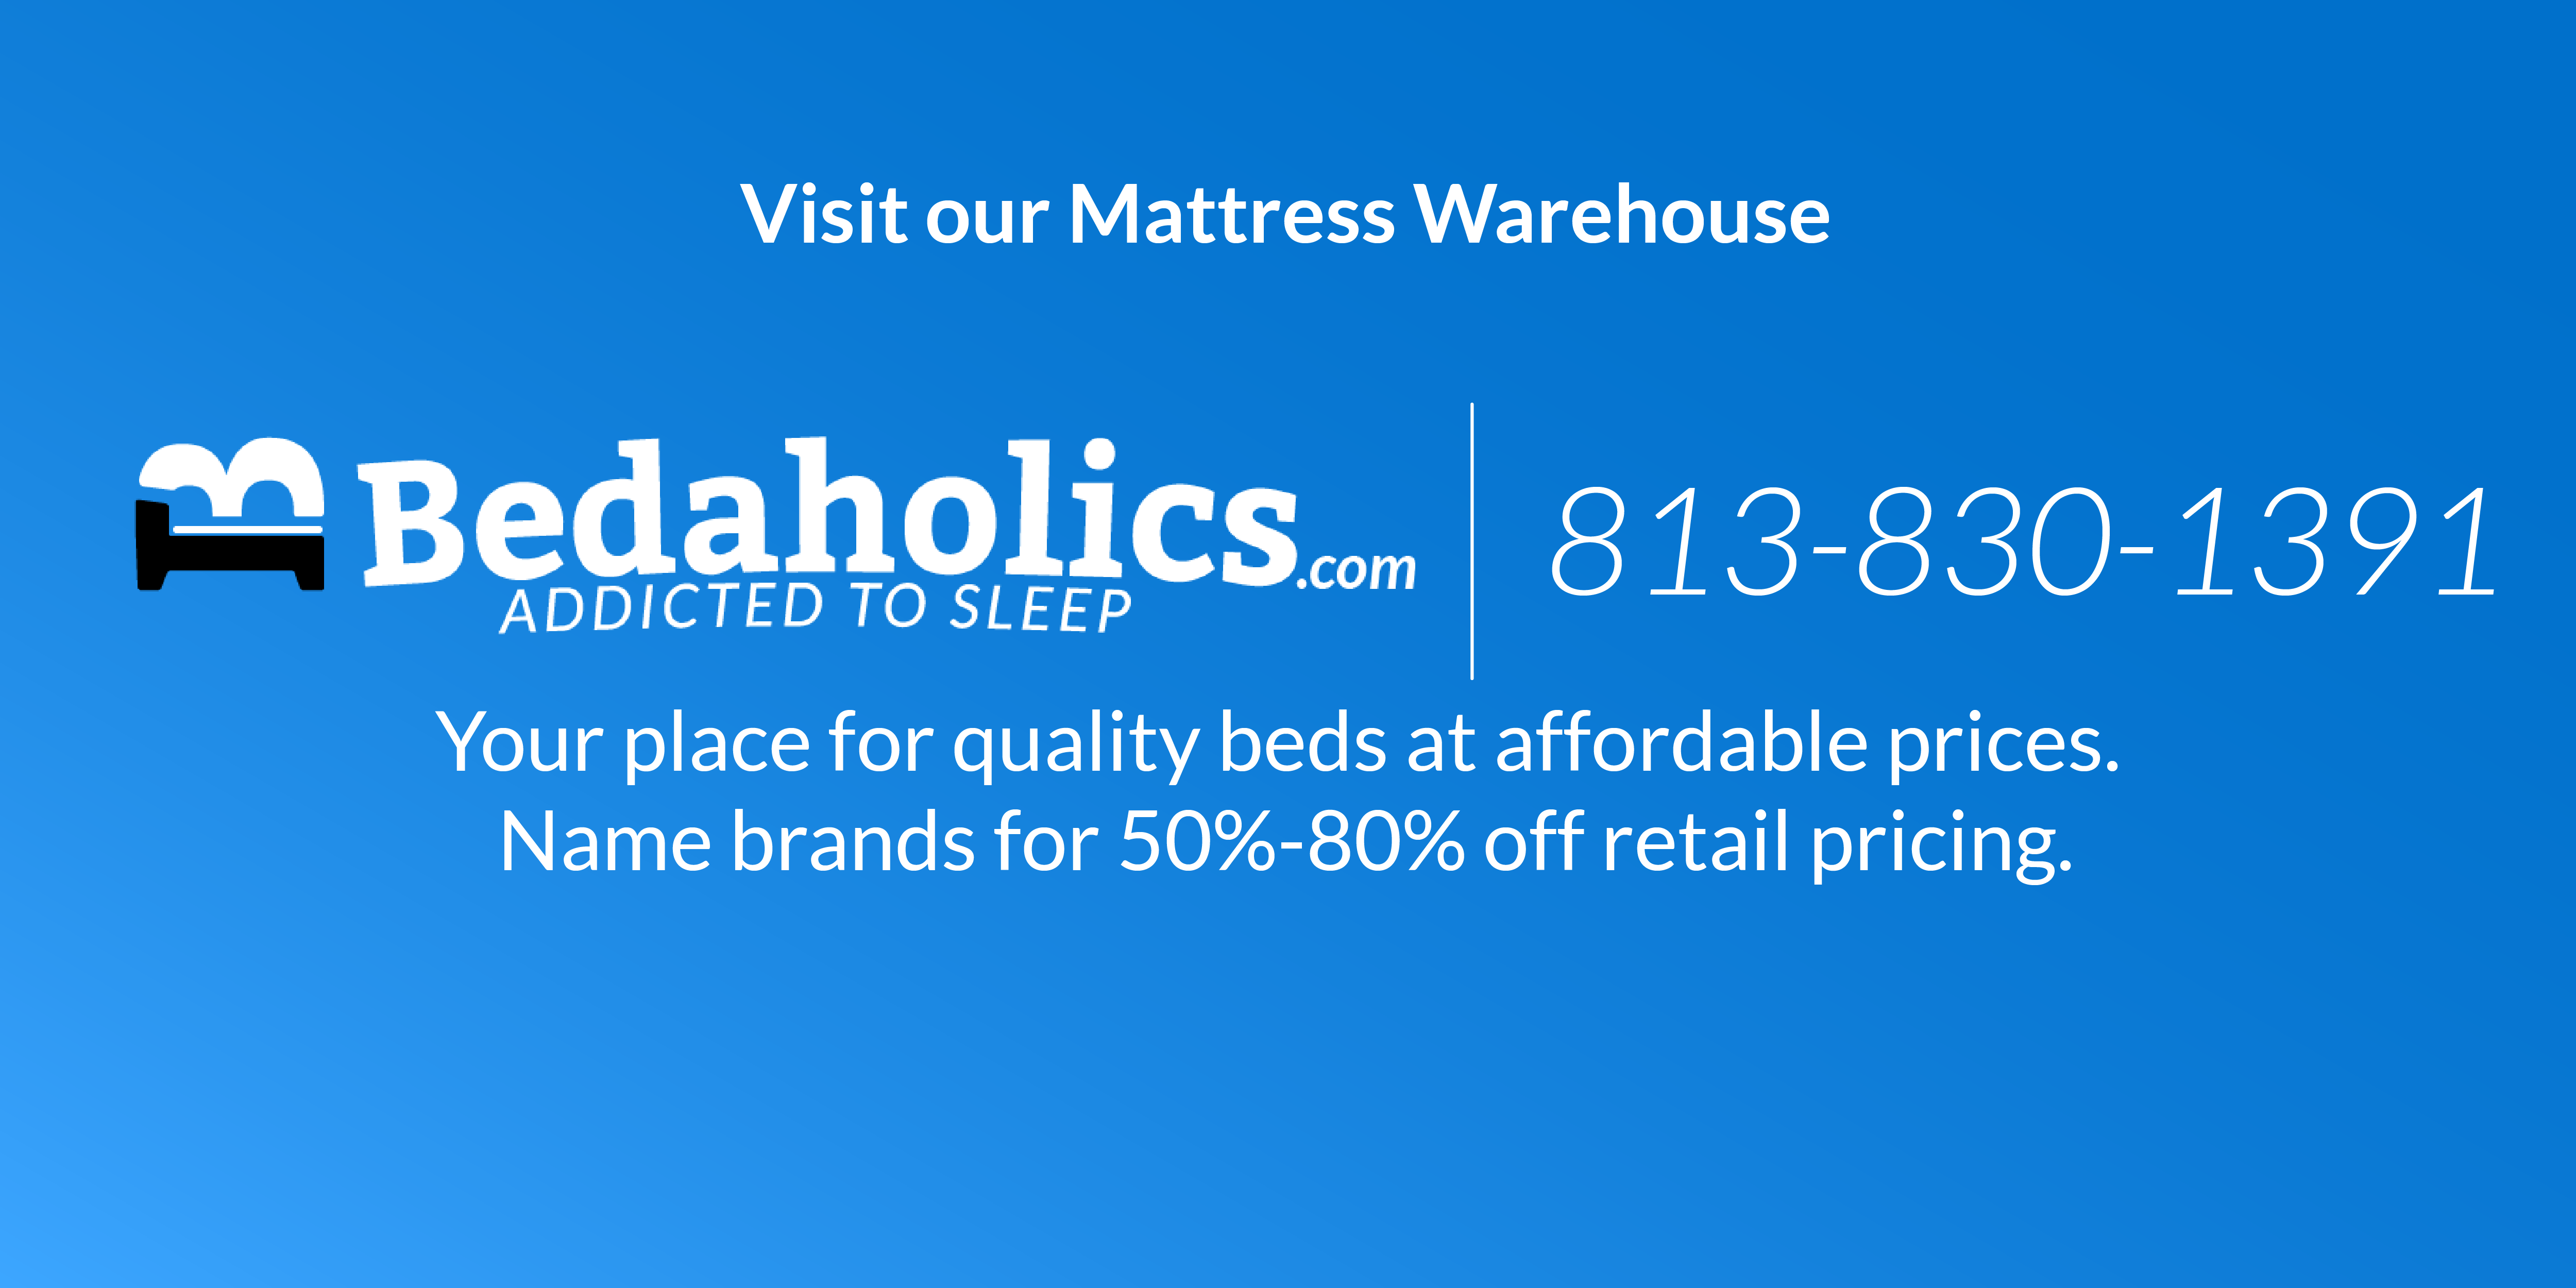 Visit our Mattress Warehouse
Bedaholics.com
ADDICTED TO SLEEP
813-830-1391
Your place for quality beds at affordable prices.
Name brands for 50%-80% off retail pricing.